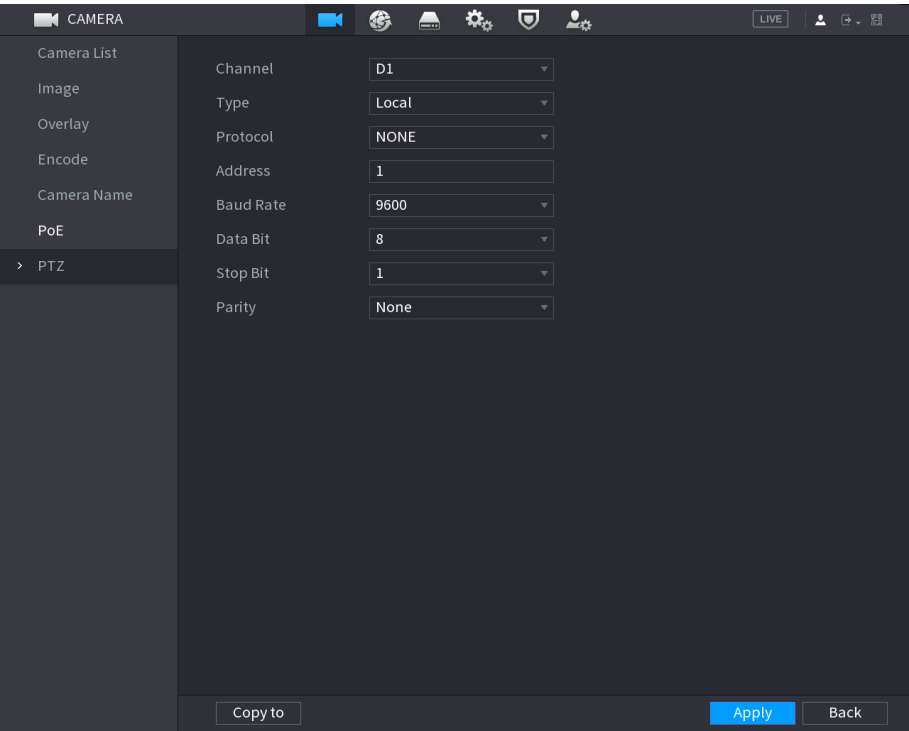 CAMERA
LIVE
Camera List
Image
Overlay
Encode
Camera Name
PoE
PTZ
Channel D1
Type Local
Protocol NONE
Address 1
Baud Rate 9600
Data Bit 8
Stop Bit 1
Parity None
Copy to Apply Back